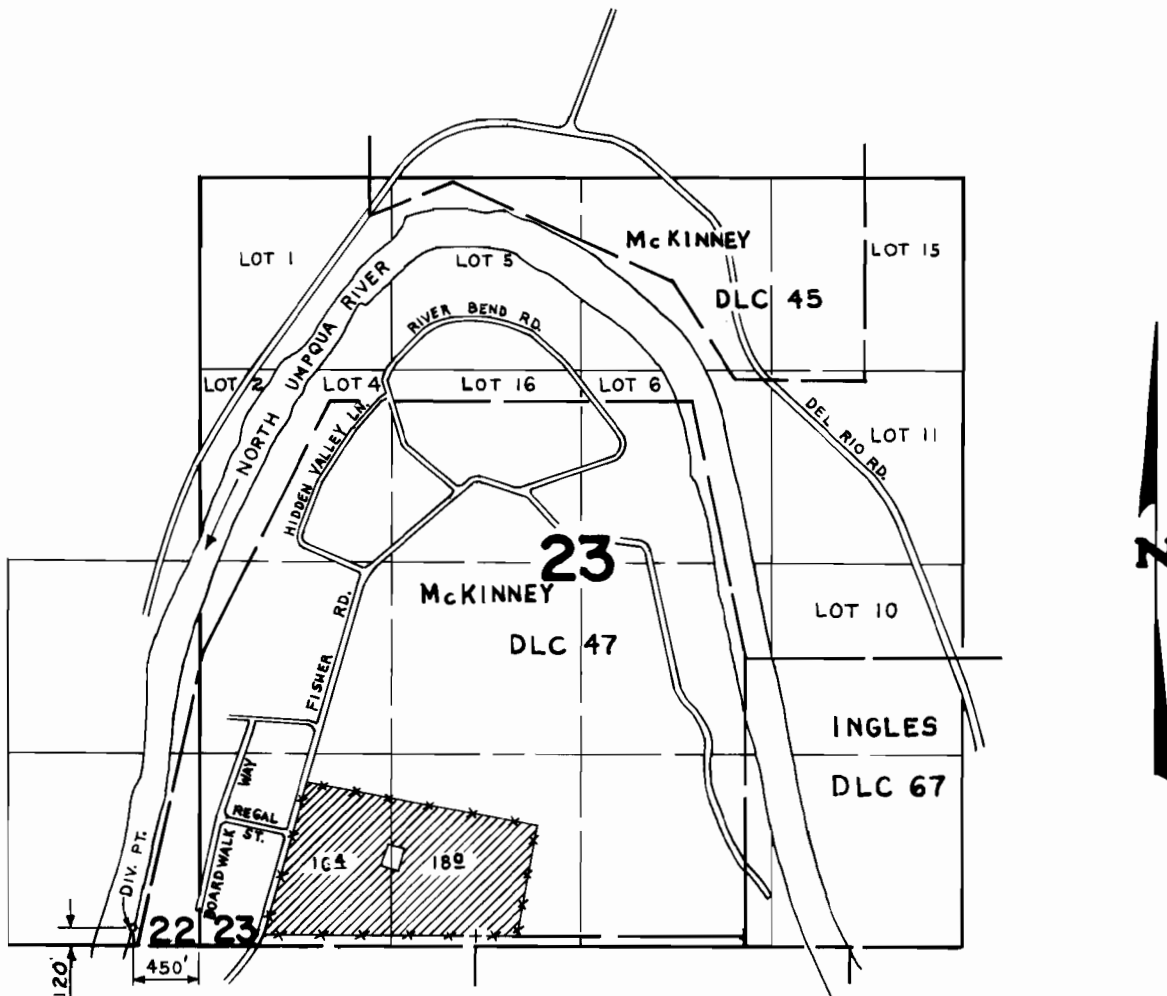 McKINNEY
LOT 15
LOT 1
LOT 5
DLC 45
NORTH UMPQUA RIVER
RIVER BEND RD.
LOT 2
LOT 4
LOT 16
LOT 6
HIDDEN VALLEY LN.
DEL RIO RD.
LOT 11
N
23
McKINNEY
LOT 10
FISHER RD.
DLC 47
INGLES
DLC 67
WAY
REGAL ST.
BOARDWALK
DIV. PT.
16.4
18.0
22
23
450'
120'